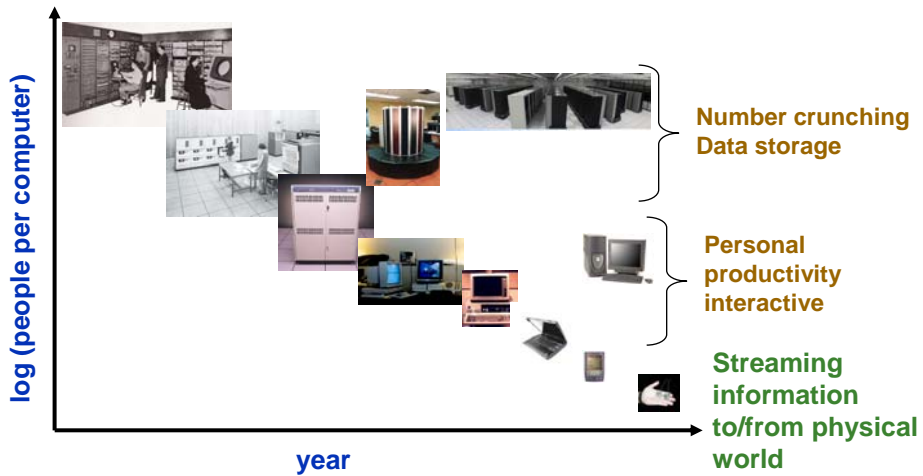 log (people per computer)
Number crunching
Data storage
Personal
productivity
interactive
Streaming
information
to/from physical
world
year